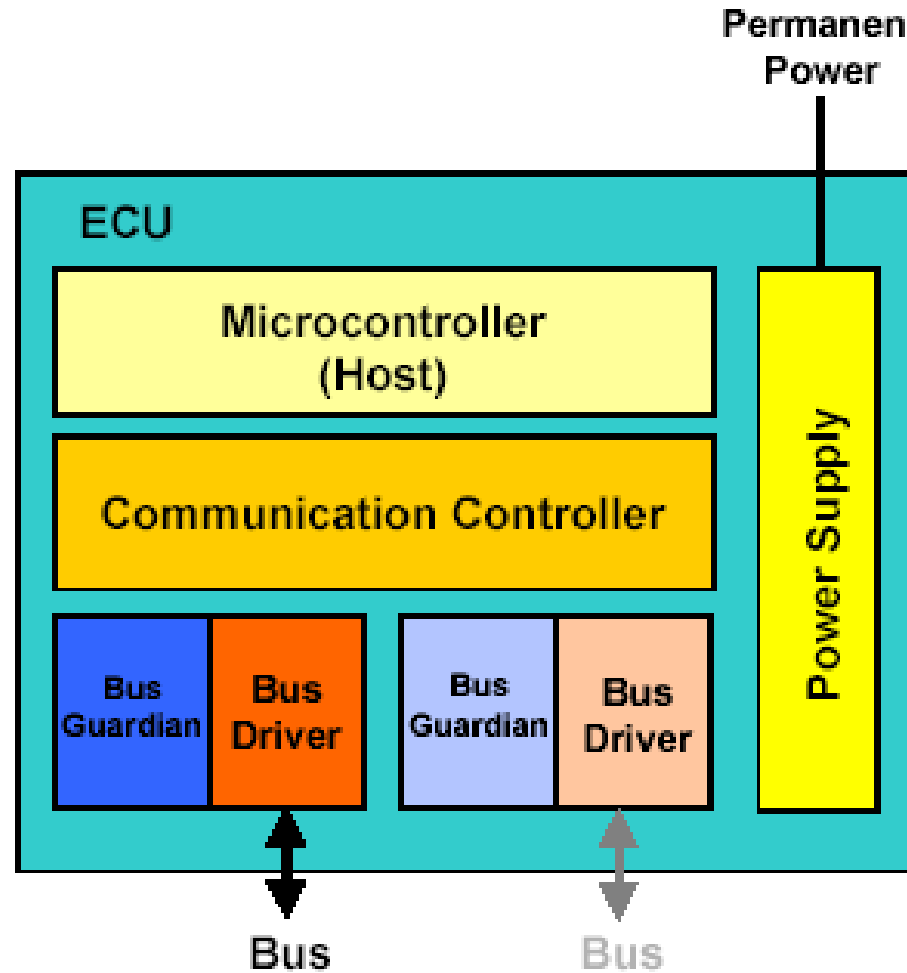 Permanen
Power
ECU
Microcontroller
(Host)
Communication Controller
Power Supply
Bus
Guardian
Bus
Driver
Bus
Guardian
Bus
Driver
Bus
Bus